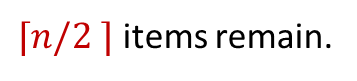 ⌈n/2 ⌉ items remain.